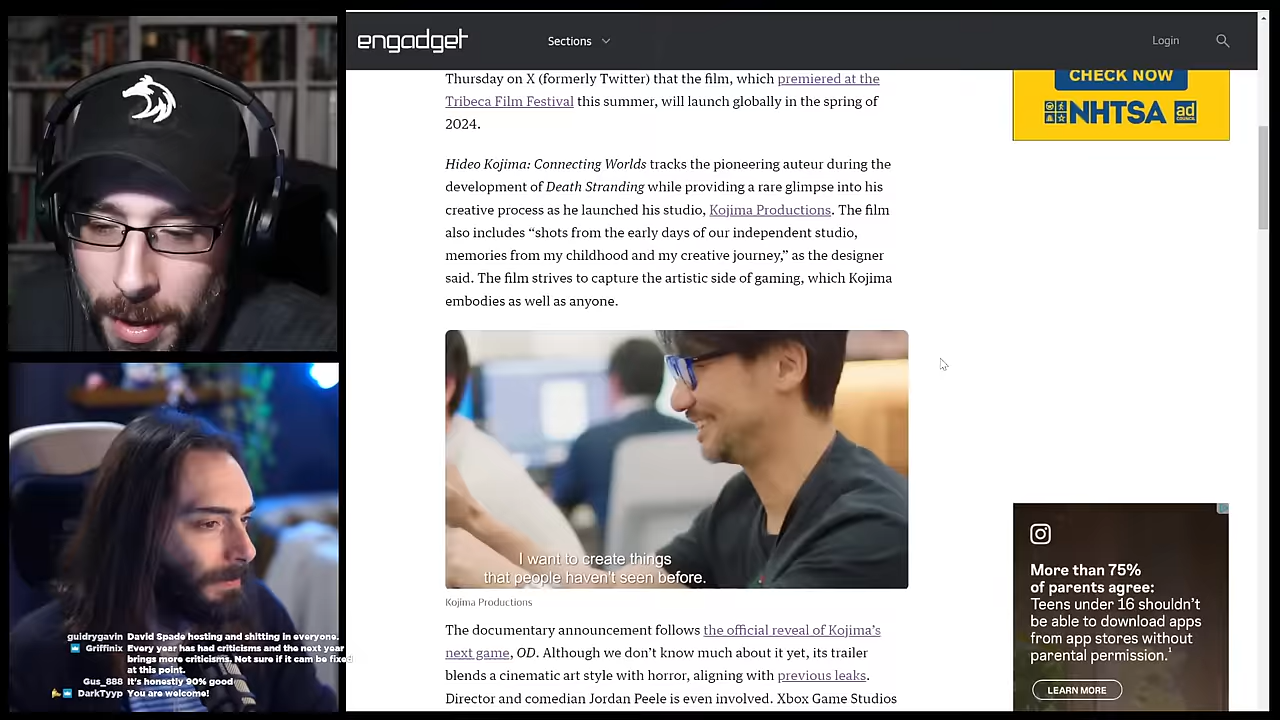 engadget
Sections
Login
Thursday on X (formerly Twitter) that the film, which premiered at the
Tribeca Film Festival this summer, will launch globally in the spring of
2024.
Hideo Kojima: Connecting Worlds tracks the pioneering auteur during the
development of Death Stranding while providing a rare glimpse into his
creative process as he launched his studio, Kojima Productions. The film
also includes “shots from the early days of our independent studio,
memories from my childhood and my creative journey,” as the designer
said. The film strives to capture the artistic side of gaming, which Kojima
embodies as well as anyone.
I want to create things
that people haven't seen before.
Kojima Productions
The documentary announcement follows the official reveal of Kojima’s
next game, OD. Although we don’t know much about it yet, its trailer
blends a cinematic art style with horror, aligning with previous leaks.
Director and comedian Jordan Peele is even involved. Xbox Game Studios
CHECK NOW
NHTSA
ad
COUNCIL
More than 75%
of parents agree:
Teens under 16 shouldn’t
be able to download apps
from app stores without
parental permission.¹
LEARN MORE
guidrygavin David Spade hosting and shitting in everyone.
Griffinix Every year has had criticisms and the next year
brings more criticisms. Not sure if it cam be fixed
at this point.
Gus_888 It's honestly 90% good
DarkTyyp You are welcome!